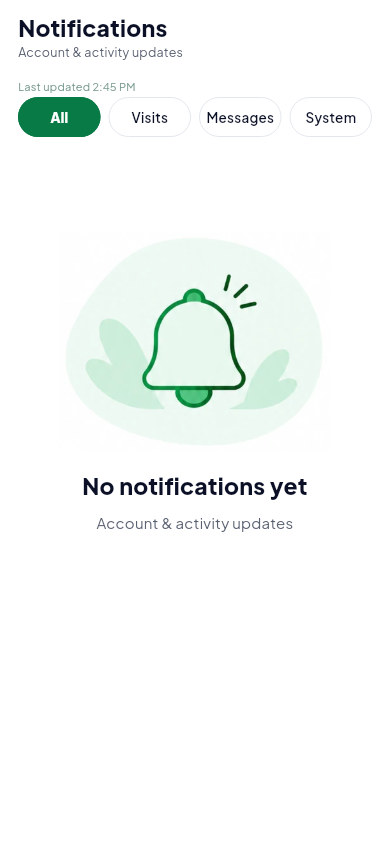 Notifications
Account & activity updates
Last updated 2:45 PM
All
Visits
Messages
System
No notifications yet
Account & activity updates